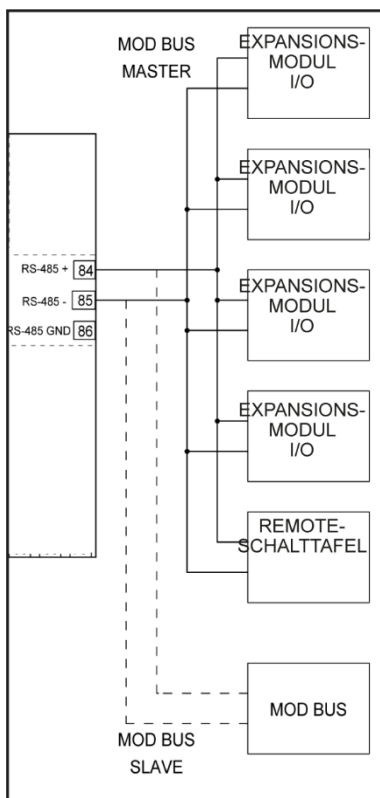 MOD BUS
MASTER
EXPANSIONS-
MODUL
I/O
EXPANSIONS-
MODUL
I/O
RS-485 + 84
RS-485 - 85
RS-485 GND 86
EXPANSIONS-
MODUL
I/O
EXPANSIONS-
MODUL
I/O
REMOTE-
SCHALTTAFEL
MOD BUS
MOD BUS
SLAVE